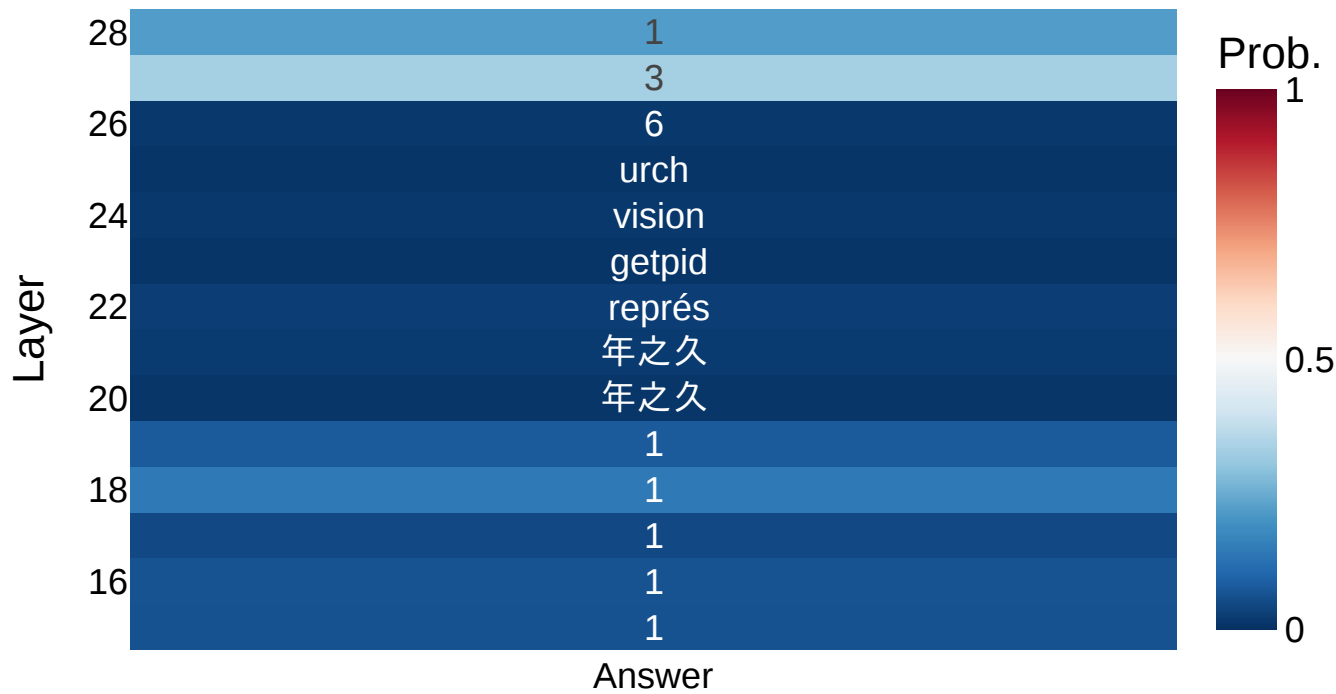 28
1
3
26
6
urch
24
vision
getpid
22
représ
年之久
20
年之久
1
18
1
1
16
1
1
Layer
Answer
Prob.
1
0.5
0